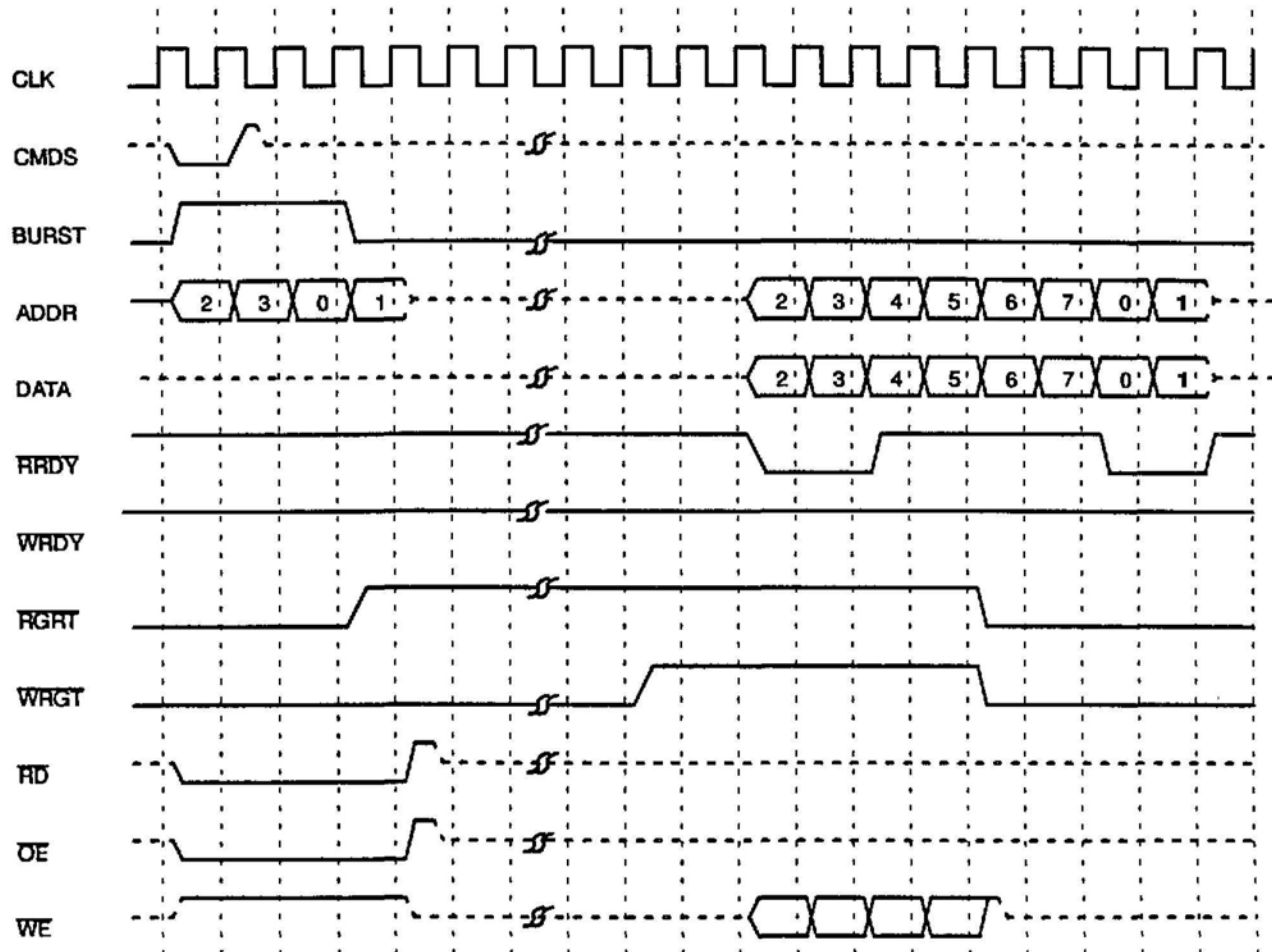 CLK
CMDS
BURST
ADDR 2 3 0 1 2 3 4 5 6 7 0 1
DATA 2 3 4 5 6 7 0 1
RRDY
WRDY
RGRT
WRGT
RD
OE
WE